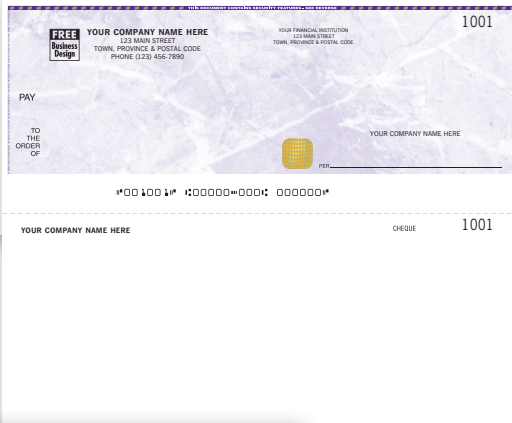 THIS DOCUMENT CONTAINS SECURITY FEATURES - SEE REVERSE
1001
FREE
Business
Design
YOUR COMPANY NAME HERE
123 MAIN STREET
TOWN, PROVINCE & POSTAL CODE
PHONE (123) 456-7890
YOUR FINANCIAL INSTITUTION
123 MAIN STREET
TOWN, PROVINCE & POSTAL CODE
PAY
TO
THE
ORDER
OF
YOUR COMPANY NAME HERE
PER
⑈001001⑈ ⑆00000⑉000⑆ 000000⑈
YOUR COMPANY NAME HERE
CHEQUE
1001